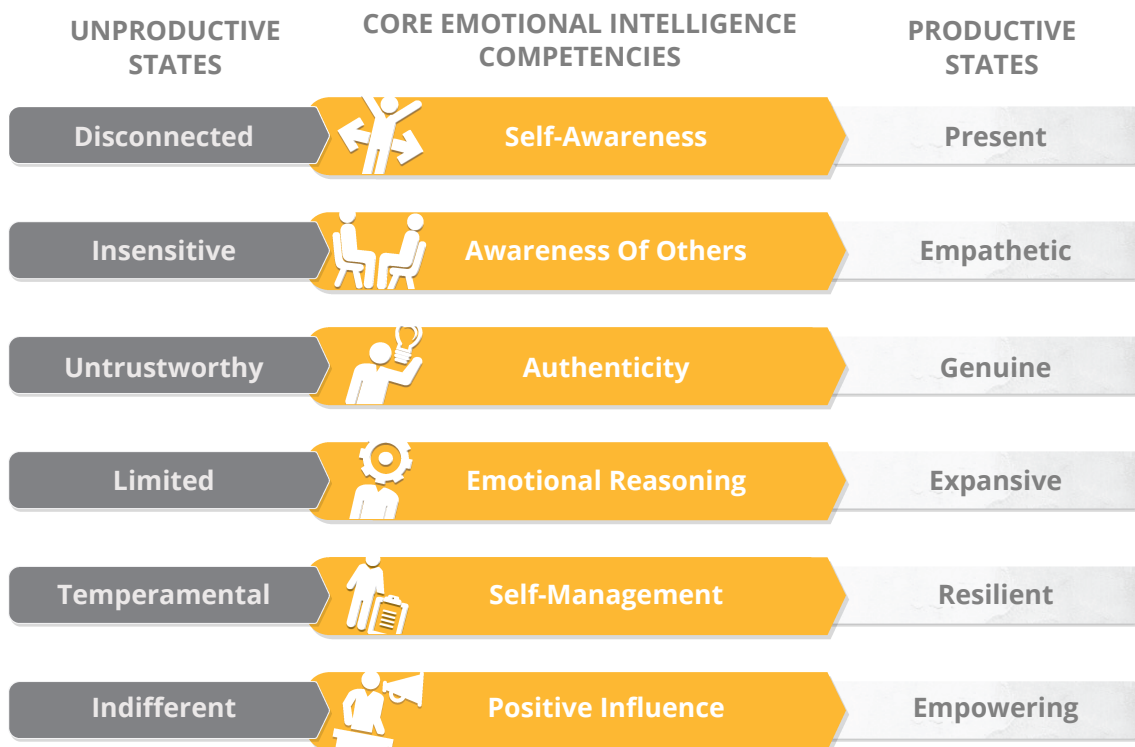 UNPRODUCTIVE
STATES
CORE EMOTIONAL INTELLIGENCE
COMPETENCIES
PRODUCTIVE
STATES
Disconnected
Self-Awareness
Present
Insensitive
Awareness Of Others
Empathetic
Untrustworthy
Authenticity
Genuine
Limited
Emotional Reasoning
Expansive
Temperamental
Self-Management
Resilient
Indifferent
Positive Influence
Empowering